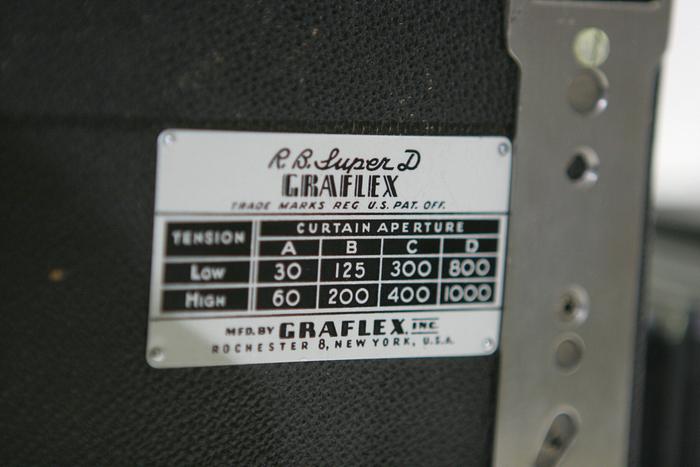 R.B. Super D
GRAFLEX
TRADE MARKS REG U.S. PAT. OFF.
TENSION CURTAIN APERTURE
A B C D
LOW 30 125 300 800
HIGH 60 200 400 1000
MFD. BY GRAFLEX, INC.
ROCHESTER 8, NEW YORK, U.S.A.